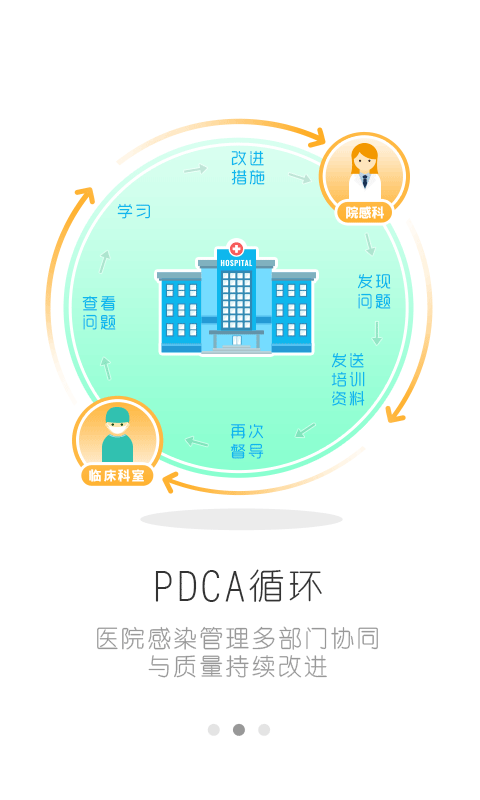 改进
措施
院感科
学习
HOSPITAL
发现
问题
查看
问题
发送
培训
资料
再次
督导
临床科室
PDCA循环
医院感染管理多部门协同
与质量持续改进